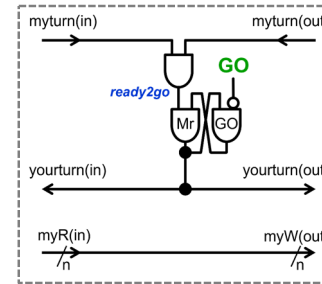 myturn(in) myturn(out
GO
ready2go
Mr GO
yourturn(in) yourturn(out
myR(in) myW(out
n n